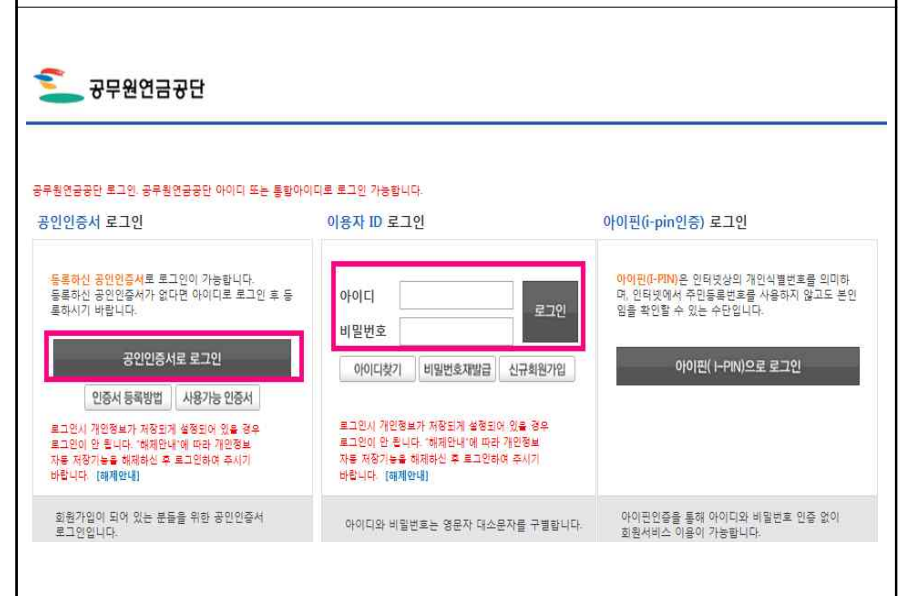 공무원연금공단
공무원연금공단 로그인. 공무원연금공단 아이디 또는 통합아이디로 로그인 가능합니다.
공인인증서 로그인
등록하신 공인인증서로 로그인이 가능합니다.
등록하신 공인인증서가 없다면 아이디로 로그인 후 등
록하시기 바랍니다.
공인인증서로 로그인
인증서 등록방법
사용가능 인증서
로그인시 개인정보가 저장되게 설정되어 있을 경우
로그인이 안 됩니다. '해제안내'에 따라 개인정보
자동 저장기능을 해제하신 후 로그인하여 주시기
바랍니다. [해제안내]
회원가입이 되어 있는 분들을 위한 공인인증서
로그인입니다.
이용자 ID 로그인
아이디
비밀번호
로그인
아이디찾기
비밀번호재발급
신규회원가입
로그인시 개인정보가 저장되게 설정되어 있을 경우
로그인이 안 됩니다. '해제안내'에 따라 개인정보
자동 저장기능을 해제하신 후 로그인하여 주시기
바랍니다. [해제안내]
아이디와 비밀번호는 영문자 대소문자를 구별합니다.
아이핀(i-pin인증) 로그인
아이핀(I-PIN)은 인터넷상의 개인식별번호를 의미하
며, 인터넷에서 주민등록번호를 사용하지 않고도 본인
임을 확인할 수 있는 수단입니다.
아이핀( I-PIN)으로 로그인
아이핀인증을 통해 아이디와 비밀번호 인증 없이
회원서비스 이용이 가능합니다.